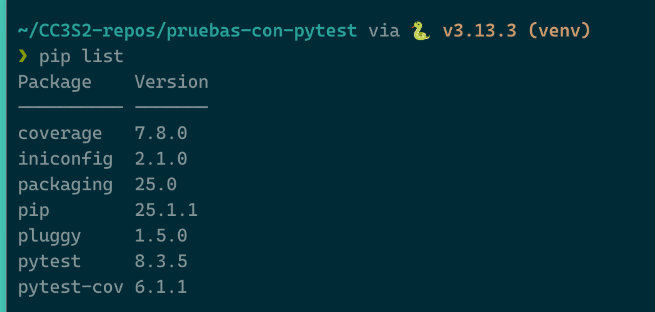 ~/CC3S2-repos/pruebas-con-pytest via 🐍 v3.13.3 (venv)
❯ pip list
Package    Version
---------- -------
coverage   7.8.0
iniconfig  2.1.0
packaging  25.0
pip        25.1.1
pluggy     1.5.0
pytest     8.3.5
pytest-cov 6.1.1